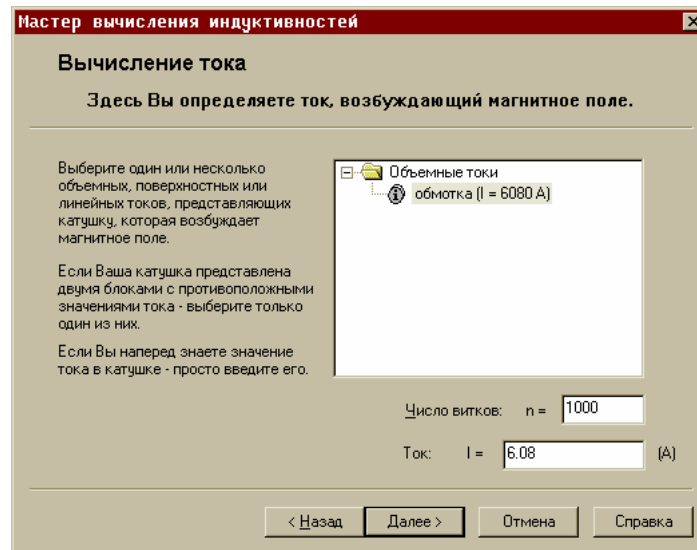 Мастер вычисления индуктивностей
Вычисление тока
Здесь Вы определяете ток, возбуждающий магнитное поле.
Выберите один или несколько
объемных, поверхностных или
линейных токов, представляющих
катушку, которая возбуждает
магнитное поле.
Если Ваша катушка представлена
двумя блоками с противоположными
значениями тока - выберите только
один из них.
Если Вы наперед знаете значение
тока в катушке - просто введите его.
Объемные токи
обмотка (I = 6080 A)
Число витков: n = 1000
Ток: I = 6.08 (A)
< Назад Далее > Отмена Справка